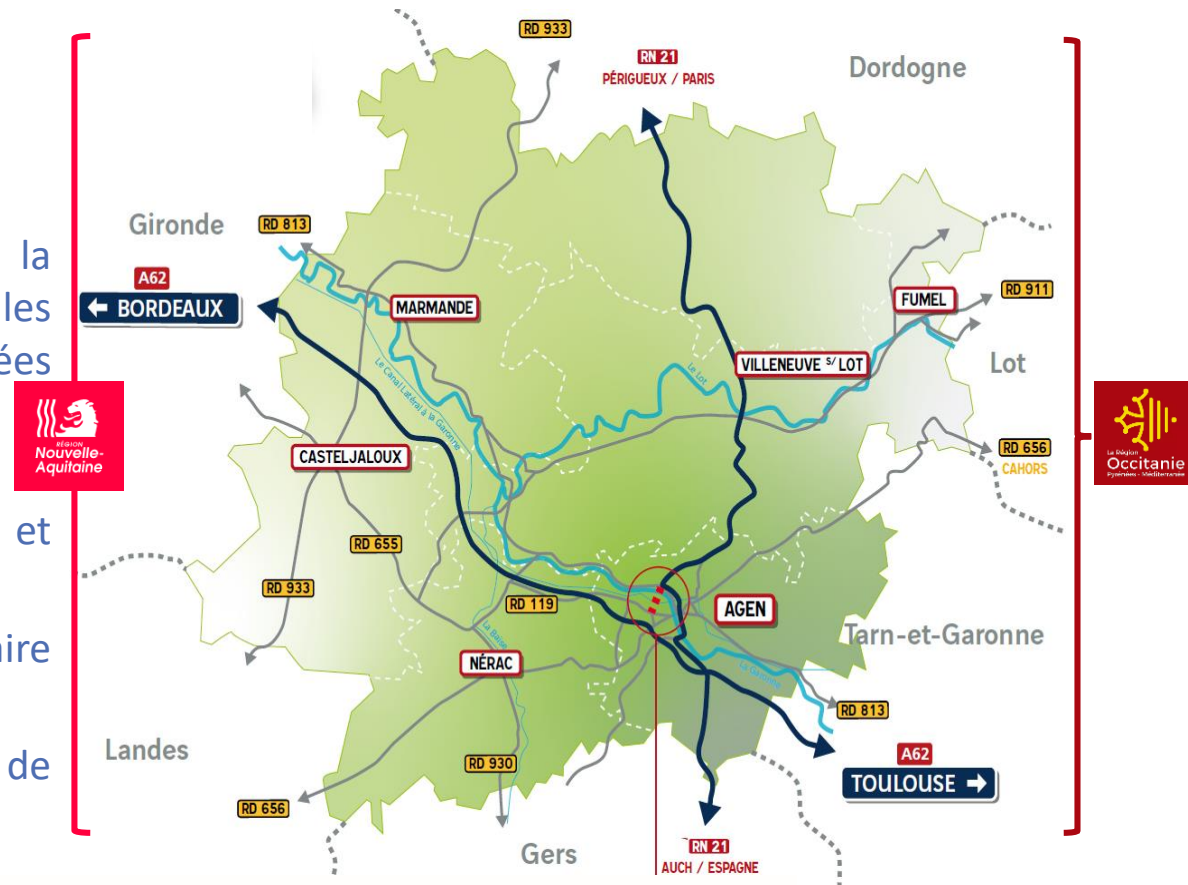 RD 933
RN 21
PÉRIGUEUX / PARIS
Dordogne
Gironde
RD 813
la
A62
← BORDEAUX
les
ées
MARMANDE
FUMEL
RD 911
VILLENEUVE S/ LOT
Le Lot
Lot
Le Canal Latéral à la Garonne
RÉGION
Nouvelle-
Aquitaine
La Région
Occitanie
Pyrénées - Méditerranée
CASTELJALOUX
RD 656
CAHORS
et
RD 655
RD 933
RD 119
AGEN
aire
La Baïse
NÉRAC
Tarn-et-Garonne
La Garonne
RD 813
Landes
de
RD 930
A62
TOULOUSE →
RD 656
Gers
RN 21
AUCH / ESPAGNE